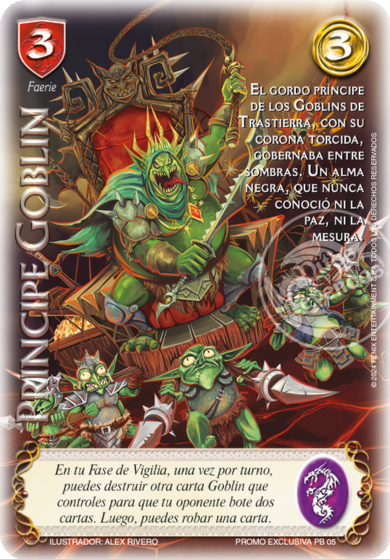 3
3
Faerie
PRÍNCIPE GOBLIN
El gordo príncipe
de los Goblins de
Trastierra, con su
corona torcida,
gobernaba entre
sombras. Un alma
negra, que nunca
conoció ni la
paz, ni la
mesura.
© 2024 FENIX ENTERTAINMENT SPA. TODOS LOS DERECHOS RESERVADOS
En tu Fase de Vigilia, una vez por turno,
puedes destruir otra carta Goblin que
controles para que tu oponente bote dos
cartas. Luego, puedes robar una carta.
ILUSTRADOR: ALEX RIVERO
PROMO EXCLUSIVA PB 05